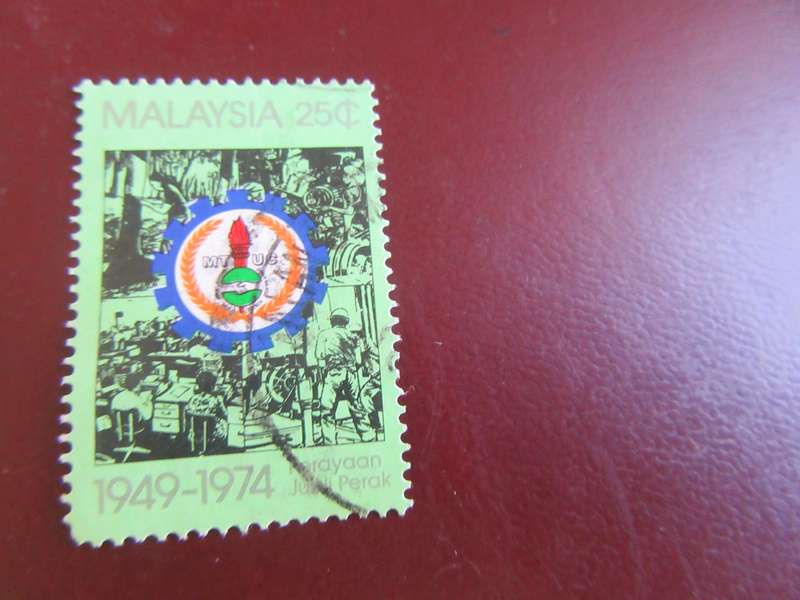 MALAYSIA 25¢
MTUC
1949-1974
Perayaan
Jubli Perak